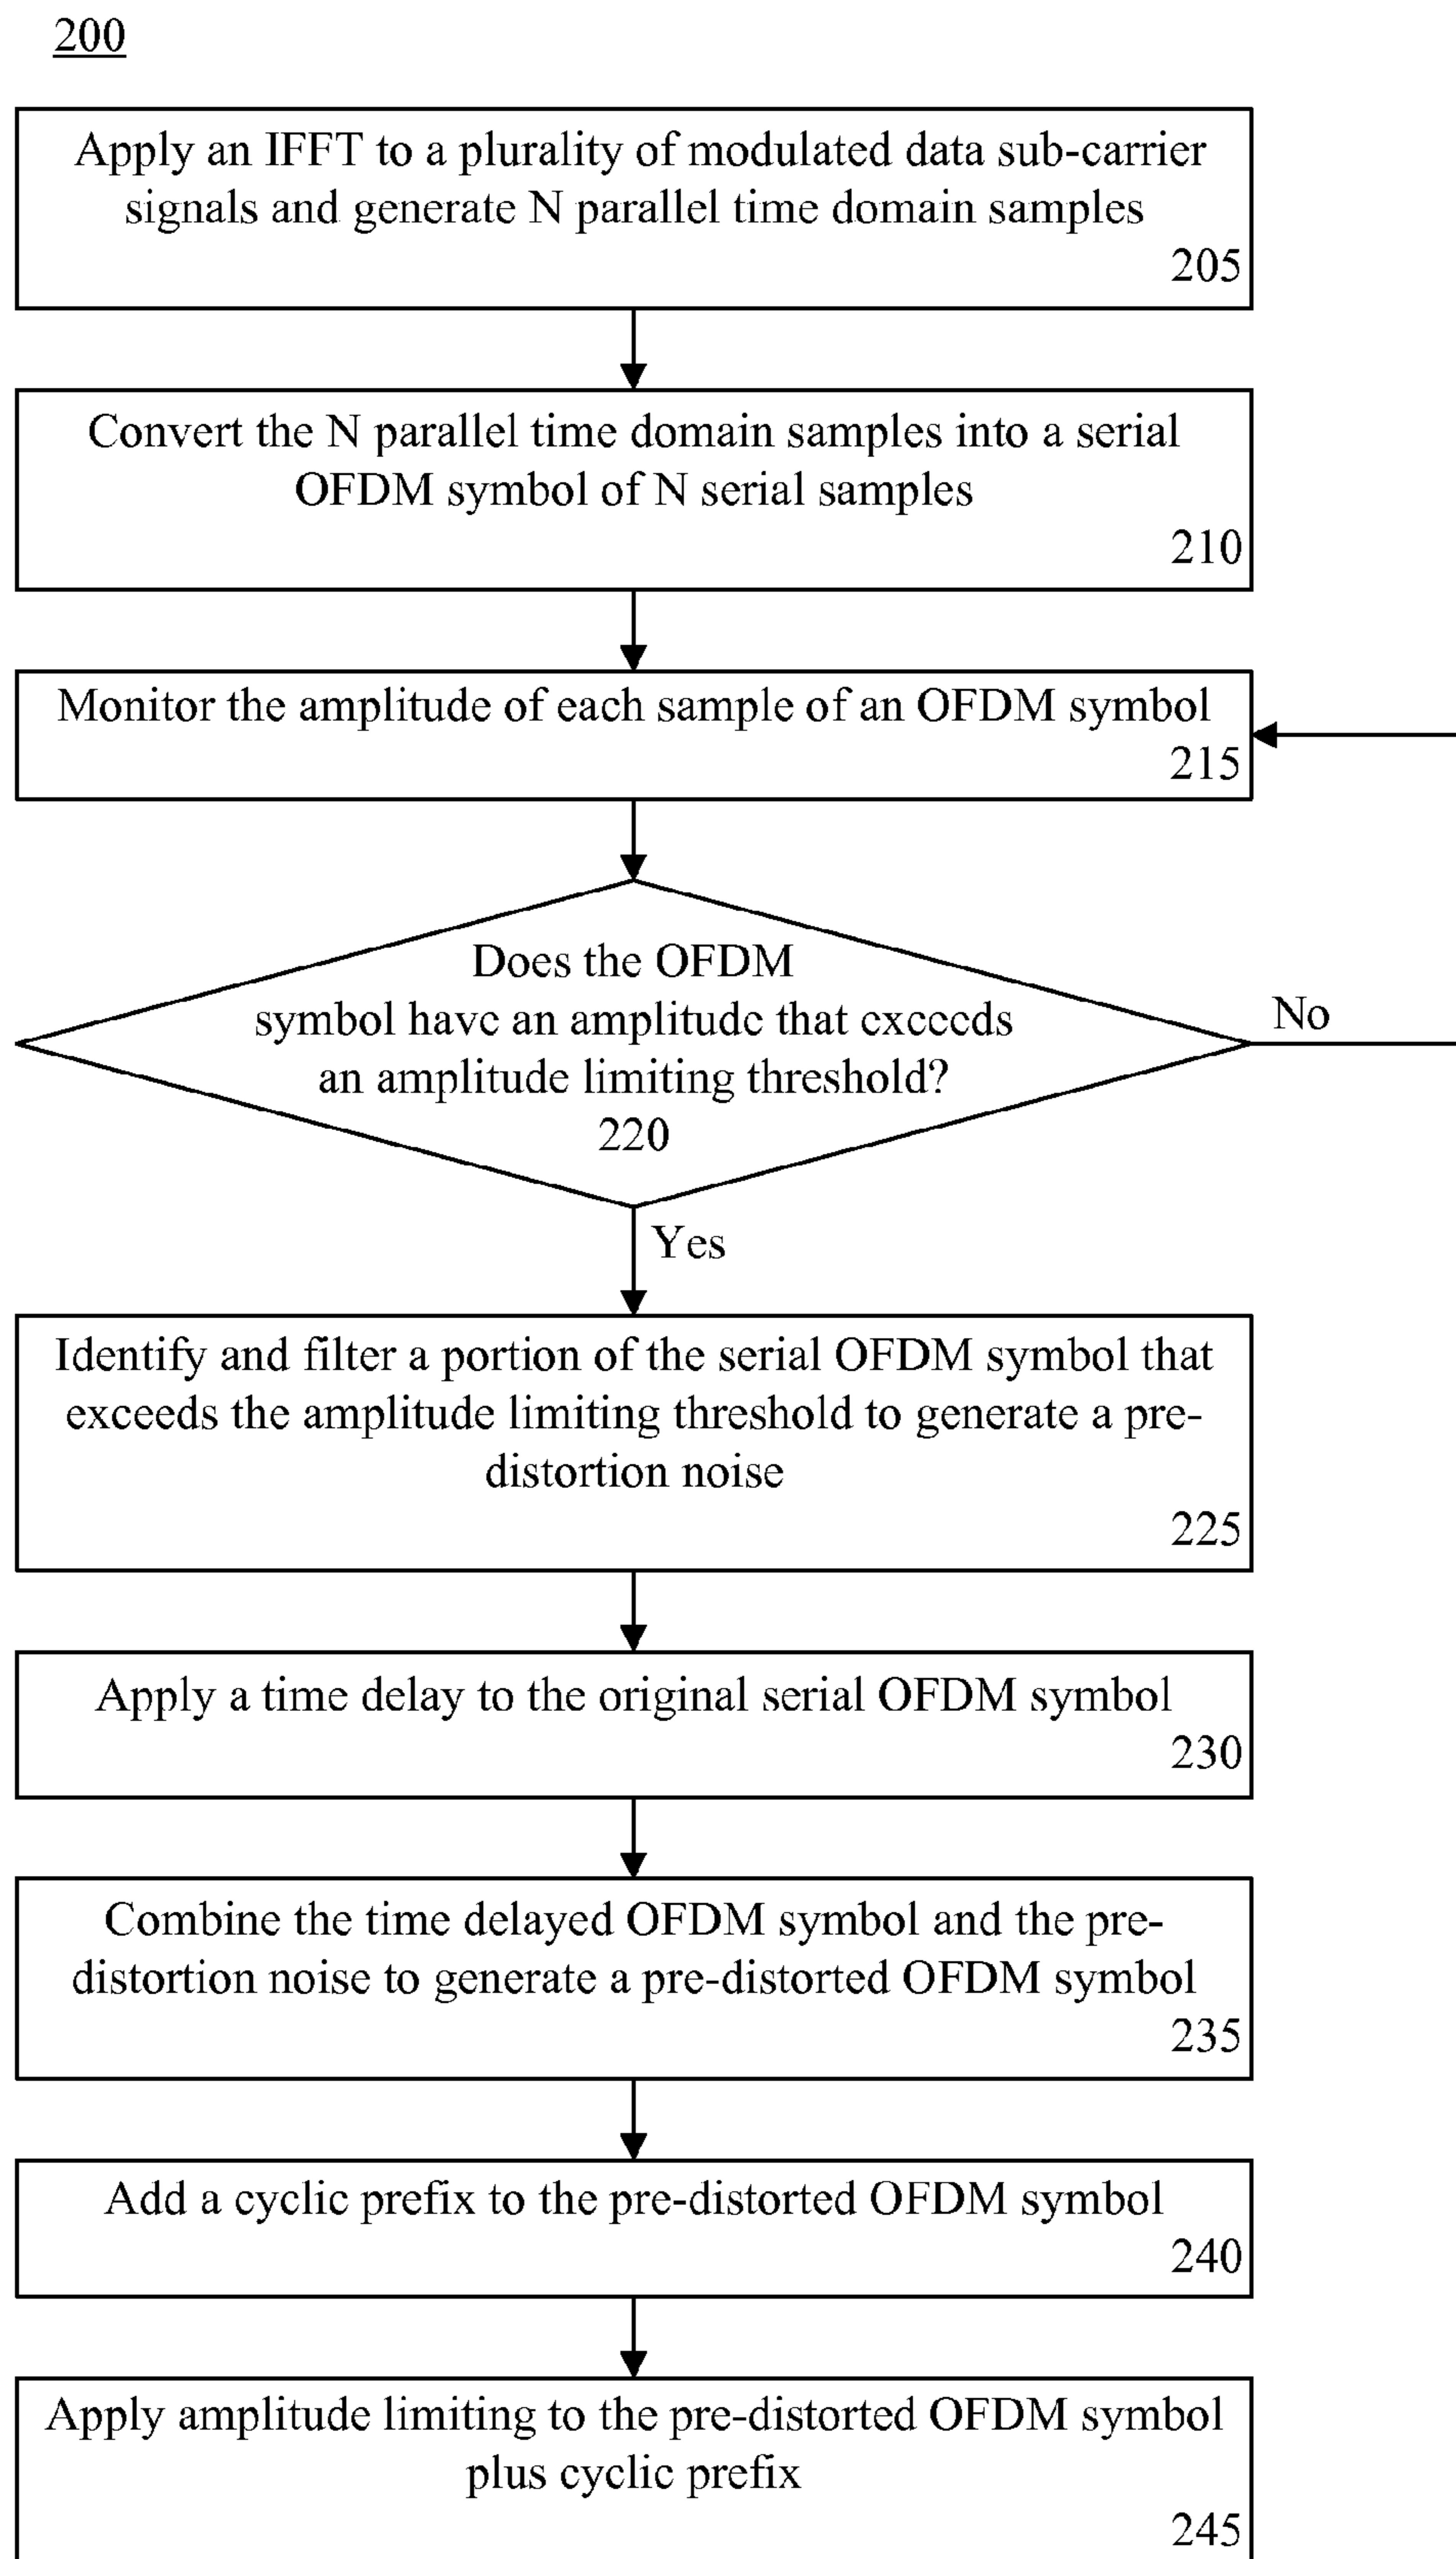 200
Apply an IFFT to a plurality of modulated data sub-carrier
signals and generate N parallel time domain samples
205
Convert the N parallel time domain samples into a serial
OFDM symbol of N serial samples
210
Monitor the amplitude of each sample of an OFDM symbol
215
Does the OFDM
symbol have an amplitude that exceeds
an amplitude limiting threshold?
220
No
Yes
Identify and filter a portion of the serial OFDM symbol that
exceeds the amplitude limiting threshold to generate a pre-
distortion noise
225
Apply a time delay to the original serial OFDM symbol
230
Combine the time delayed OFDM symbol and the pre-
distortion noise to generate a pre-distorted OFDM symbol
235
Add a cyclic prefix to the pre-distorted OFDM symbol
240
Apply amplitude limiting to the pre-distorted OFDM symbol
plus cyclic prefix
245